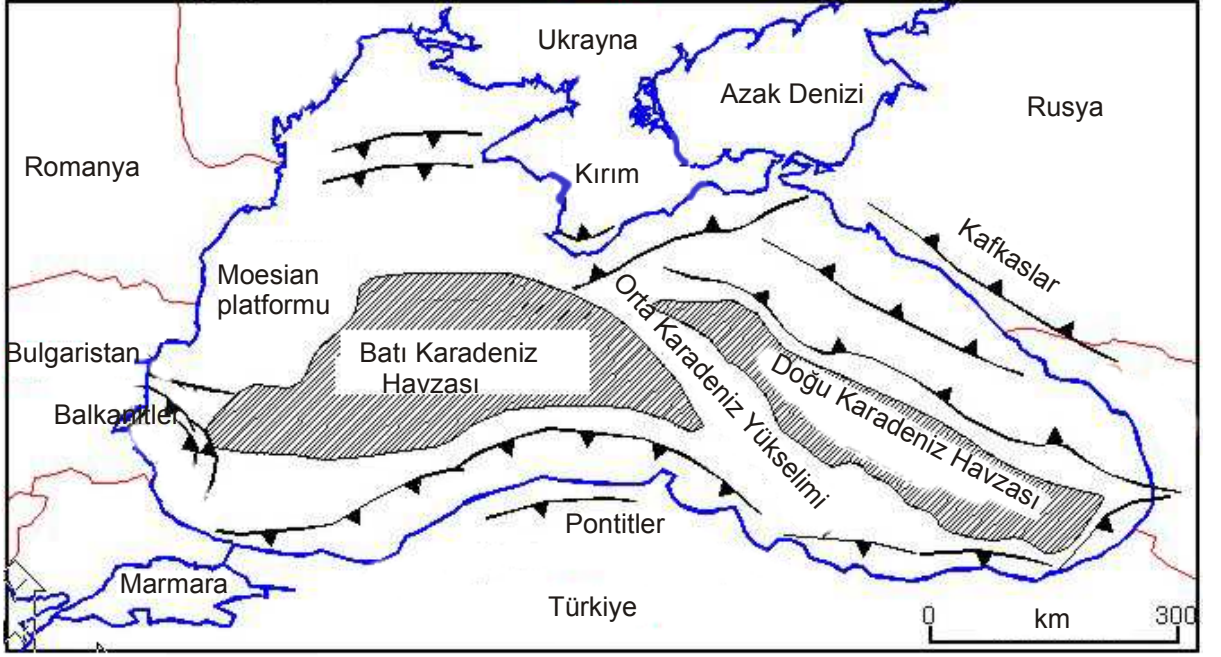 Ukrayna
Azak Denizi
Rusya
Romanya
Kırım
Kafkaslar
Moesian
platformu
Orta Karadeniz Yükselimi
Bulgaristan
Batı Karadeniz
Havzası
Doğu Karadeniz Havzası
Balkanitler
Pontitler
Marmara
Türkiye
0 km 300